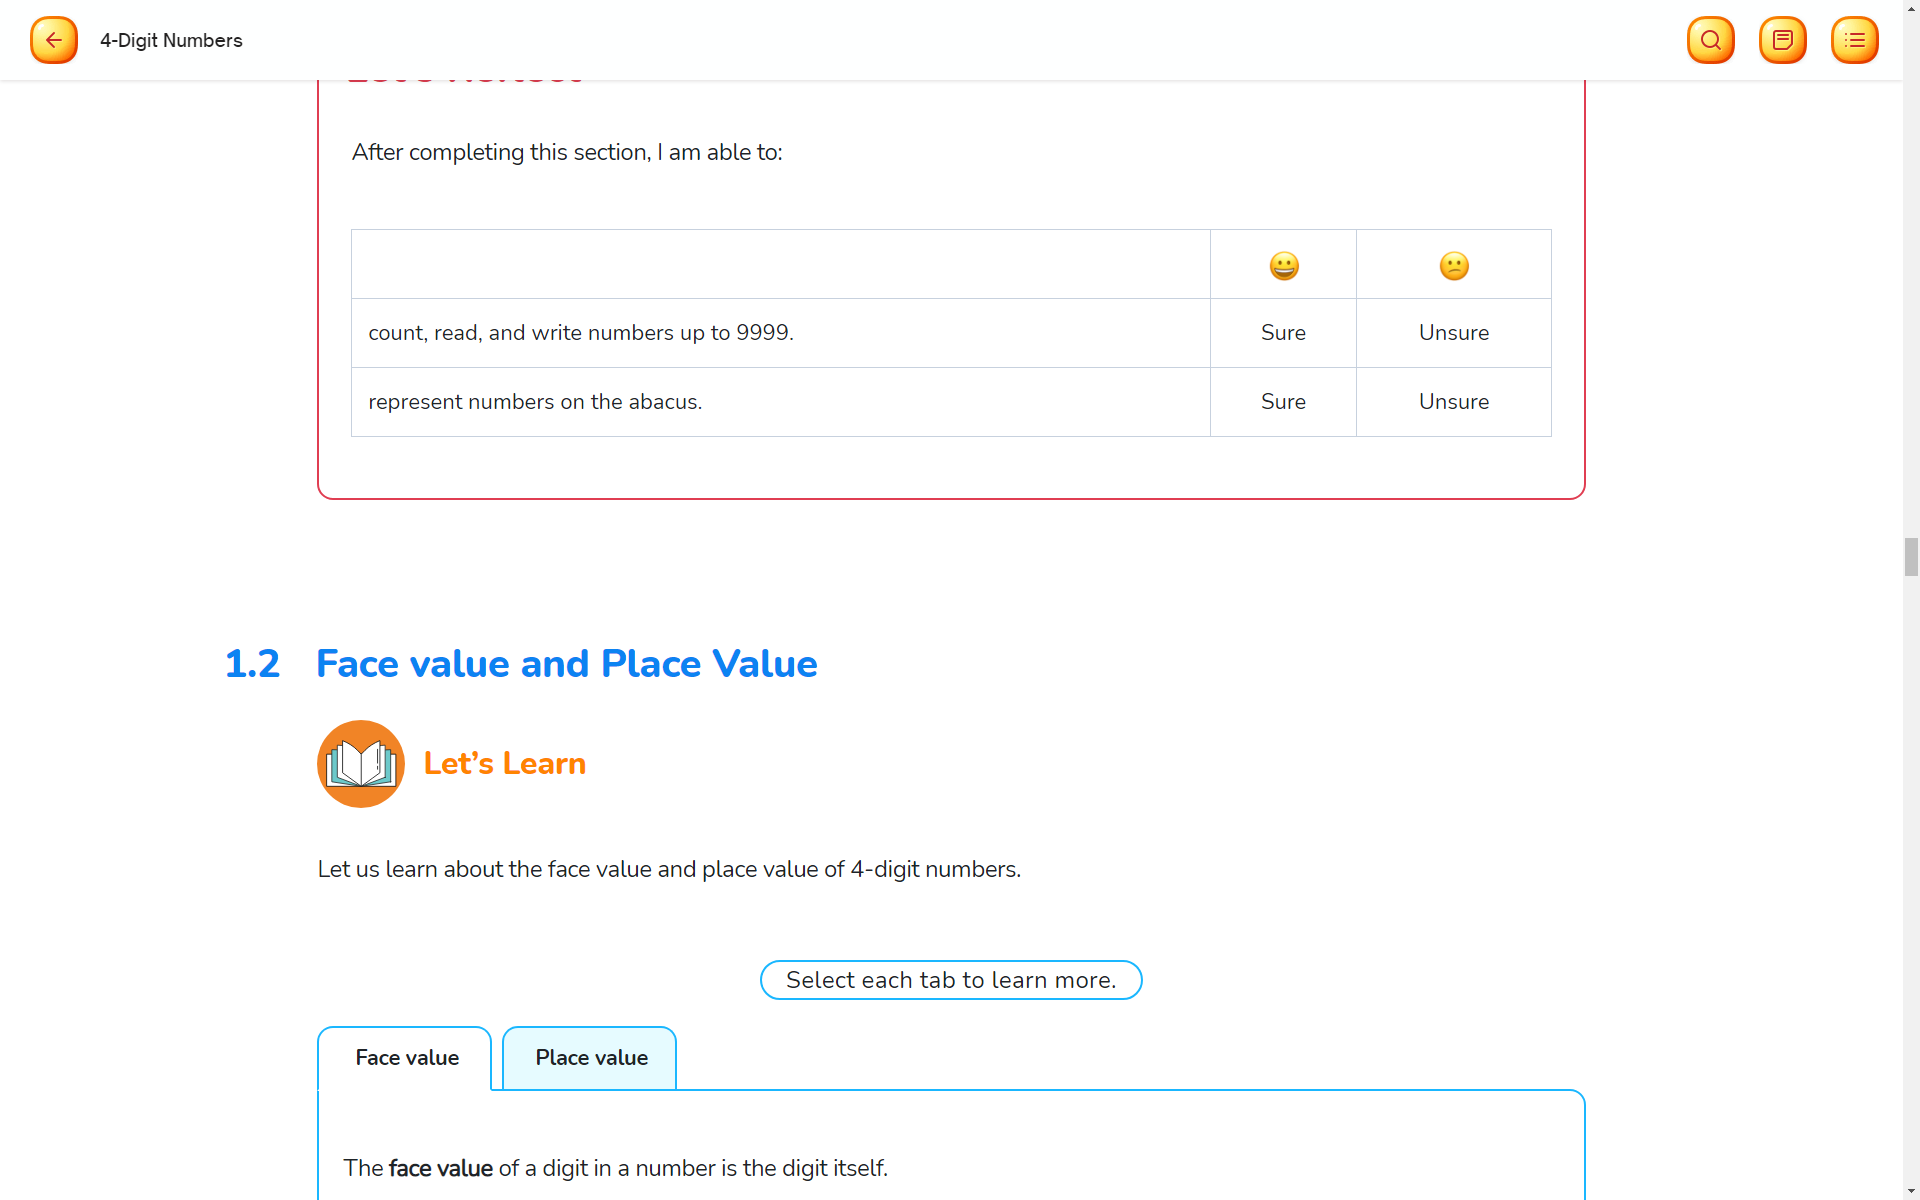 4-Digit Numbers
After completing this section, I am able to:
count, read, and write numbers up to 9999. Sure Unsure
represent numbers on the abacus. Sure Unsure
1.2 Face value and Place Value
Let’s Learn
Let us learn about the face value and place value of 4-digit numbers.
Select each tab to learn more.
Face value Place value
The face value of a digit in a number is the digit itself.